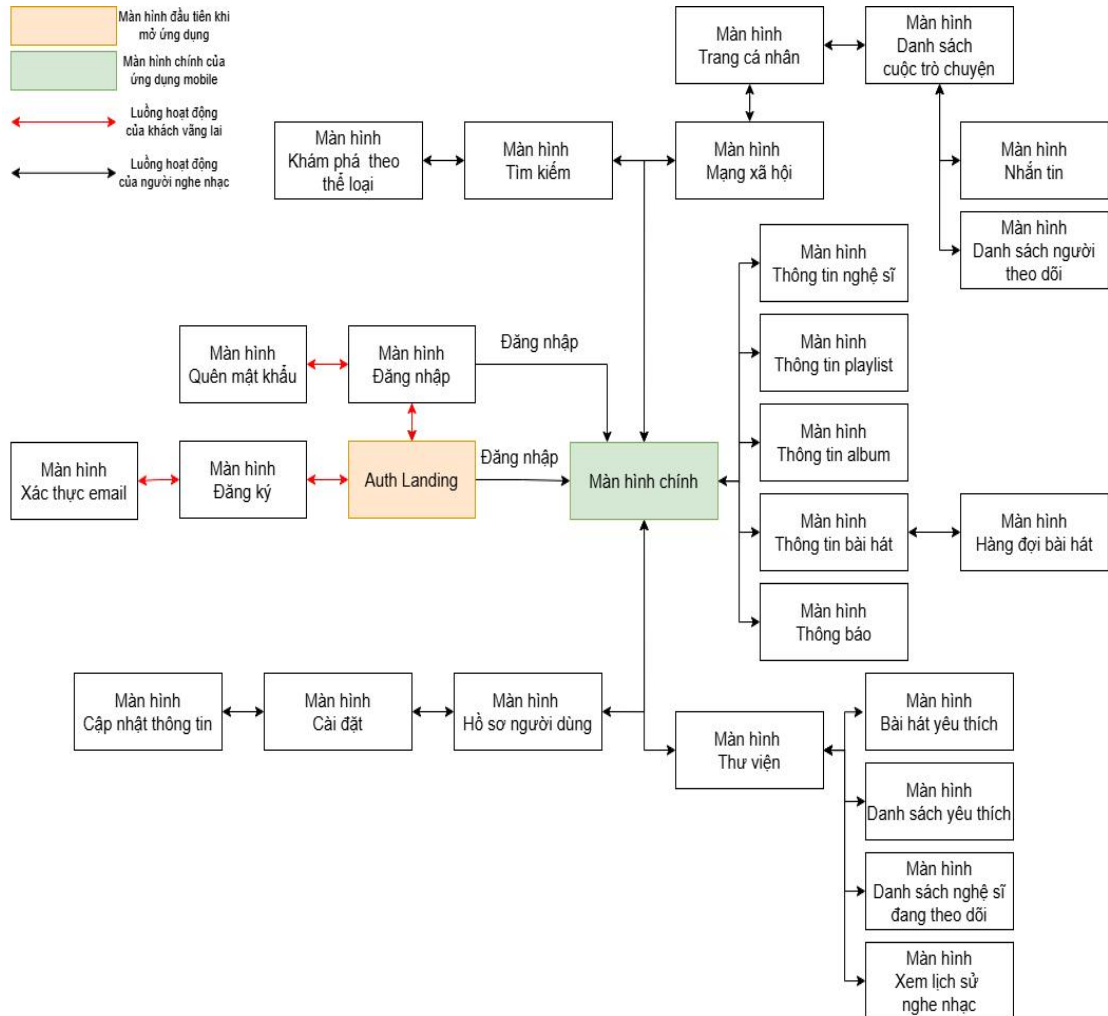 Màn hình đầu tiên khi
mở ứng dụng
Màn hình chính của
ứng dụng mobile
Luồng hoạt động
của khách vãng lai
Luồng hoạt động
của người nghe nhạc
Màn hình
Trang cá nhân
Màn hình
Danh sách
cuộc trò chuyện
Màn hình
Khám phá theo
thể loại
Màn hình
Tìm kiếm
Màn hình
Mạng xã hội
Màn hình
Nhắn tin
Màn hình
Danh sách người
theo dõi
Màn hình
Thông tin nghệ sĩ
Màn hình
Thông tin playlist
Màn hình
Quên mật khẩu
Màn hình
Đăng nhập
Đăng nhập
Màn hình
Thông tin album
Màn hình
Xác thực email
Màn hình
Đăng ký
Auth Landing
Đăng nhập
Màn hình chính
Màn hình
Thông tin bài hát
Màn hình
Hàng đợi bài hát
Màn hình
Thông báo
Màn hình
Cập nhật thông tin
Màn hình
Cài đặt
Màn hình
Hồ sơ người dùng
Màn hình
Thư viện
Màn hình
Bài hát yêu thích
Màn hình
Danh sách yêu thích
Màn hình
Danh sách nghệ sĩ
đang theo dõi
Màn hình
Xem lịch sử
nghe nhạc